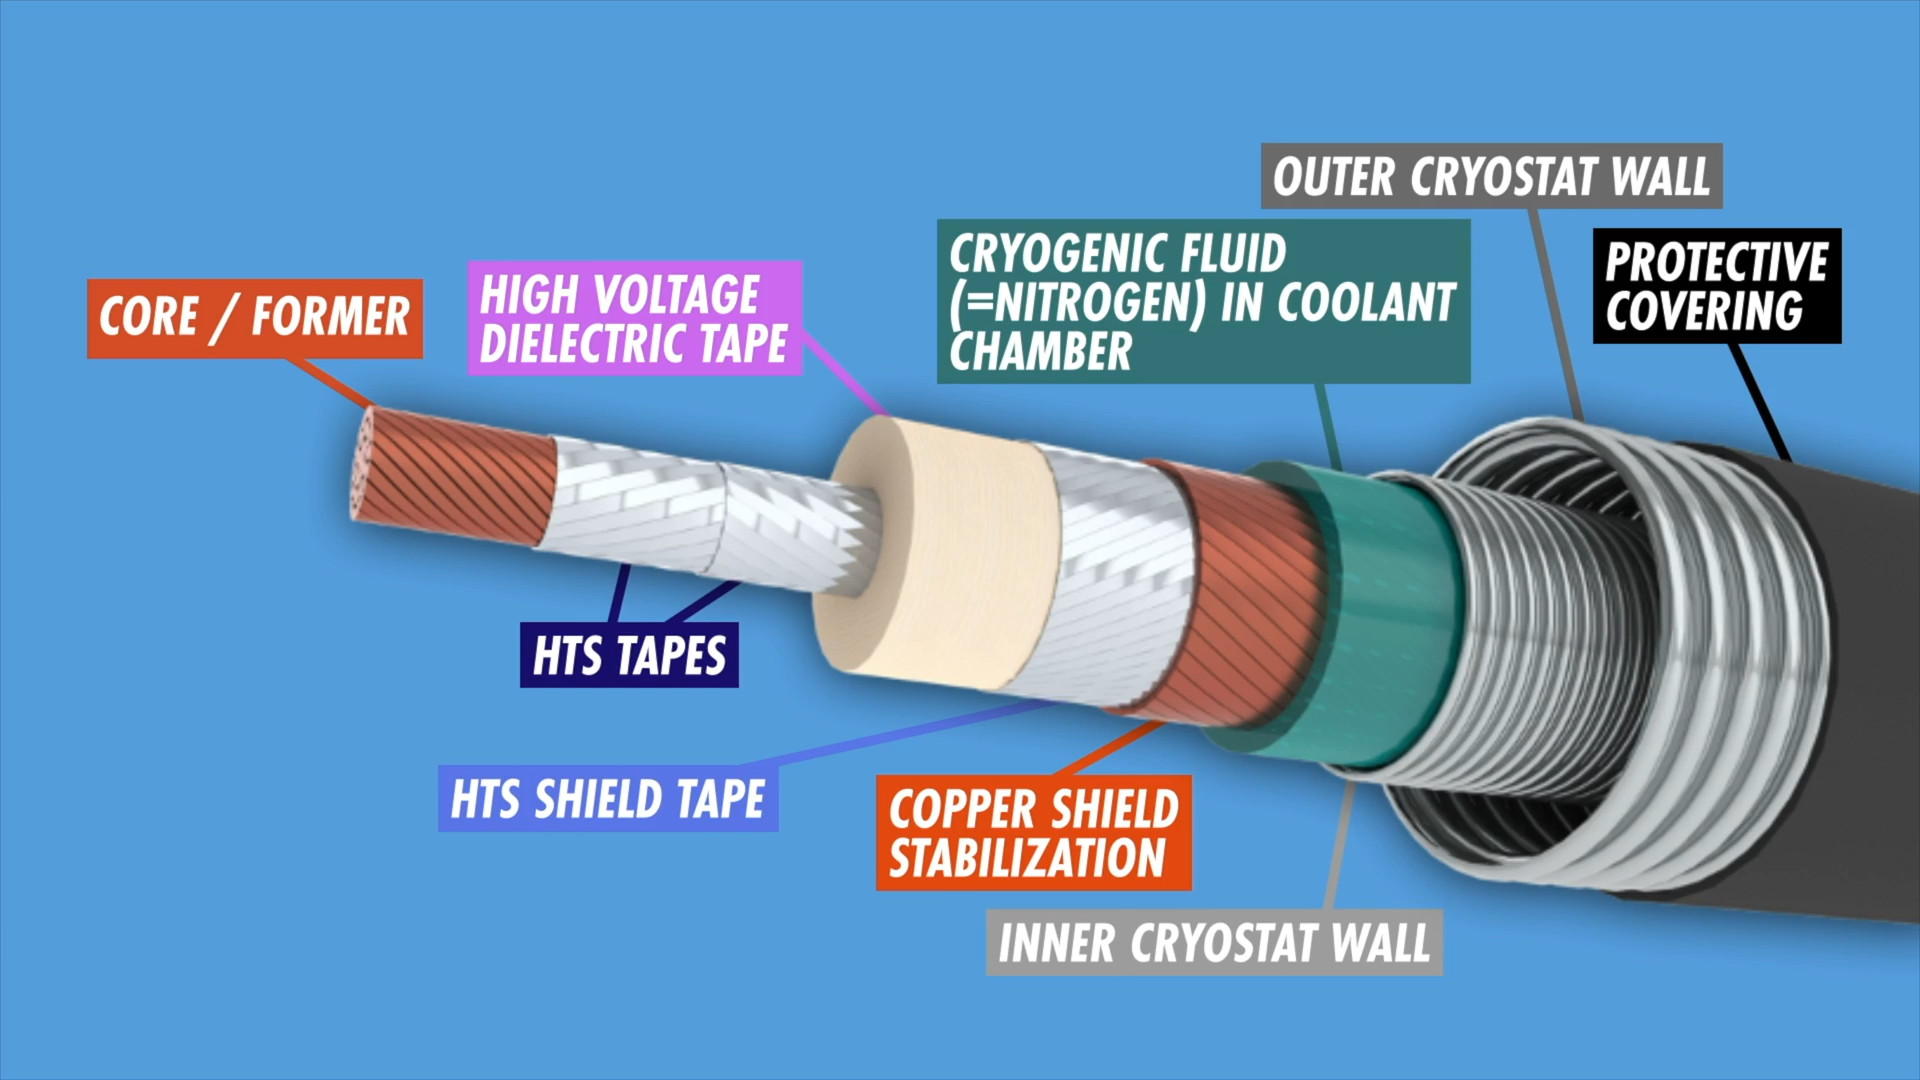 OUTER CRYOSTAT WALL
CRYOGENIC FLUID
(=NITROGEN) IN COOLANT
CHAMBER
PROTECTIVE
COVERING
CORE / FORMER
HIGH VOLTAGE
DIELECTRIC TAPE
HTS TAPES
HTS SHIELD TAPE
COPPER SHIELD
STABILIZATION
INNER CRYOSTAT WALL